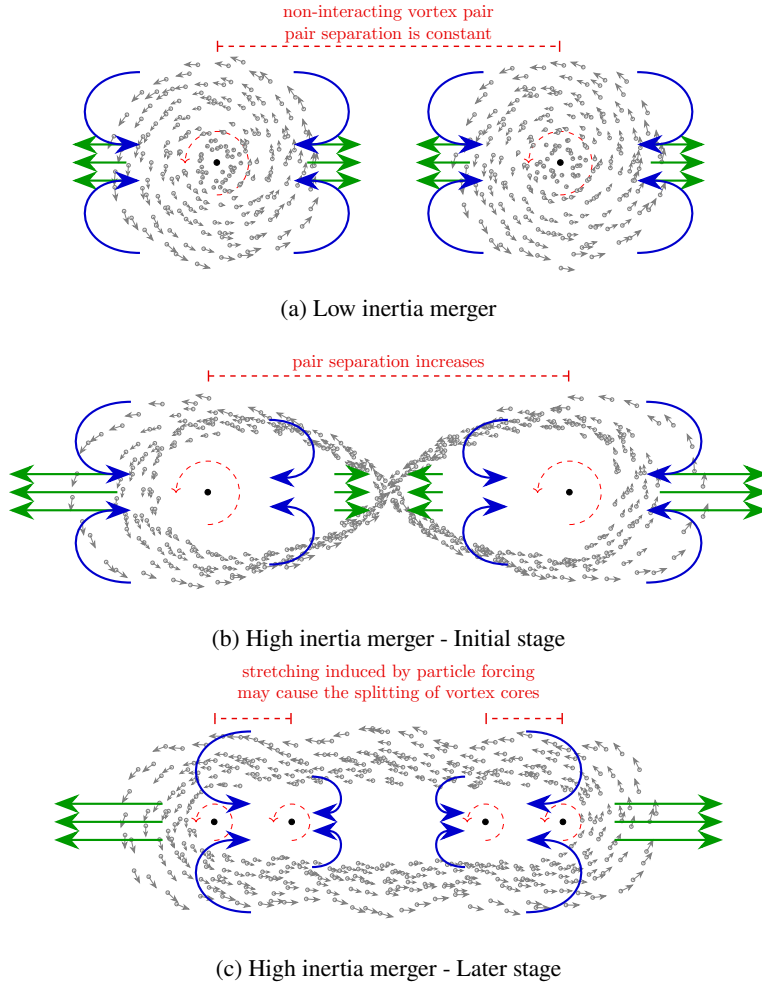 non-interacting vortex pair
pair separation is constant
(a) Low inertia merger
pair separation increases
(b) High inertia merger - Initial stage
stretching induced by particle forcing
may cause the splitting of vortex cores
(c) High inertia merger - Later stage